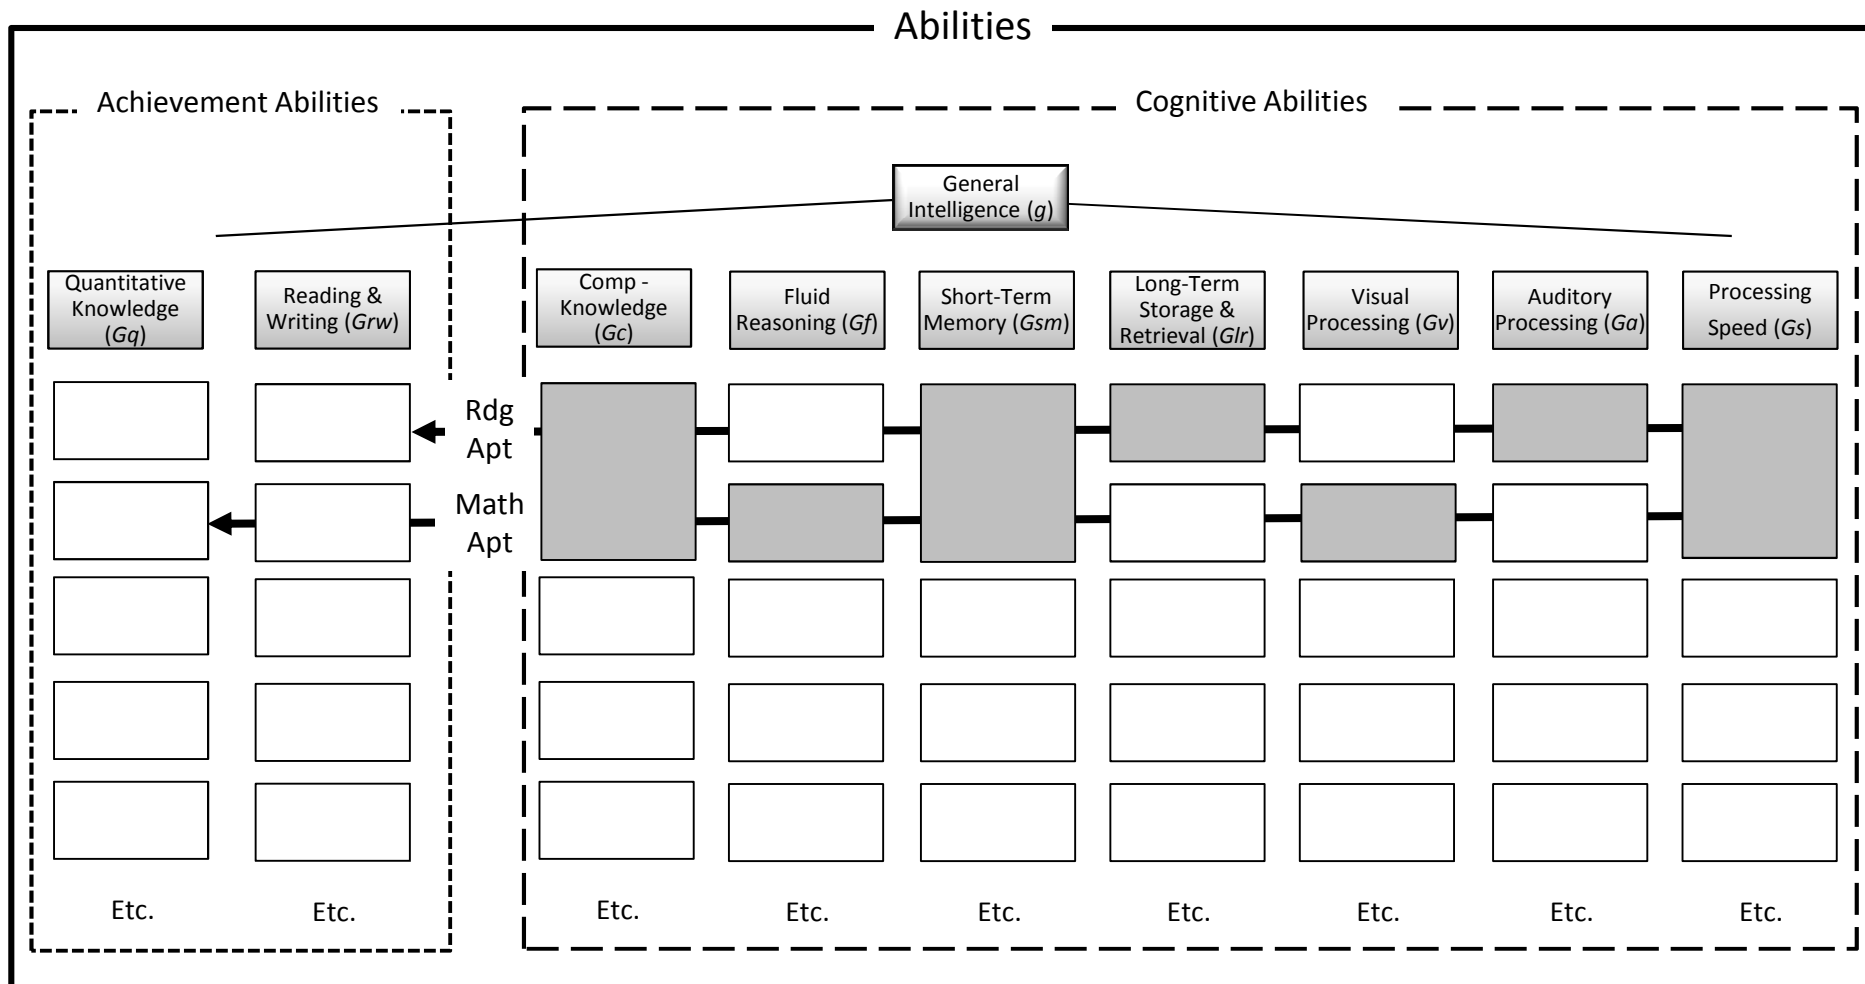 Abilities
Achievement Abilities
Cognitive Abilities
General
Intelligence (g)
Quantitative
Knowledge
(Gq)
Reading &
Writing (Grw)
Comp -
Knowledge
(Gc)
Fluid
Reasoning (Gf)
Short-Term
Memory (Gsm)
Long-Term
Storage &
Retrieval (Glr)
Visual
Processing (Gv)
Auditory
Processing (Ga)
Processing
Speed (Gs)
Rdg
Apt
Math
Apt
Etc.
Etc.
Etc.
Etc.
Etc.
Etc.
Etc.
Etc.
Etc.